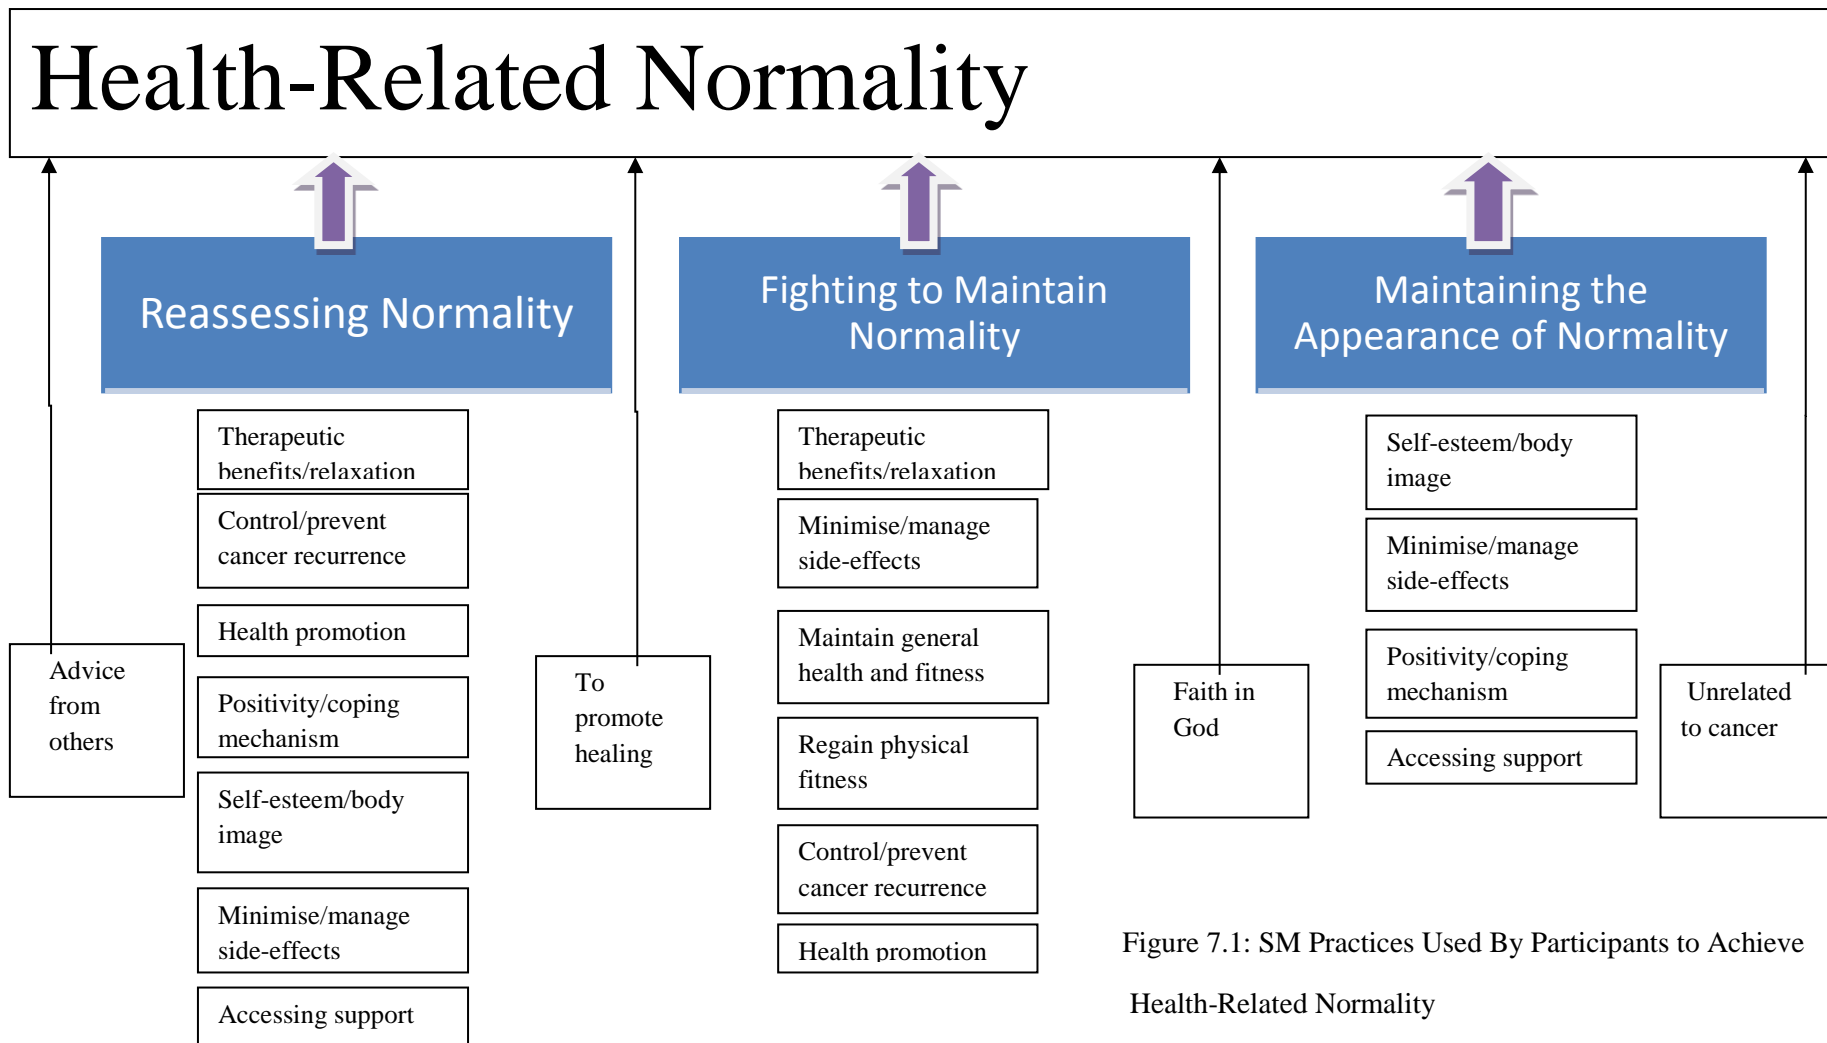 Health-Related Normality
Reassessing Normality
Fighting to Maintain
Normality
Maintaining the
Appearance of Normality
Therapeutic
benefits/relaxation
Control/prevent
cancer recurrence
Health promotion
Positivity/coping
mechanism
Self-esteem/body
image
Minimise/manage
side-effects
Accessing support
Therapeutic
benefits/relaxation
Minimise/manage
side-effects
Maintain general
health and fitness
Regain physical
fitness
Control/prevent
cancer recurrence
Health promotion
Self-esteem/body
image
Minimise/manage
side-effects
Positivity/coping
mechanism
Accessing support
Advice
from
others
To
promote
healing
Faith in
God
Unrelated
to cancer
Figure 7.1: SM Practices Used By Participants to Achieve
Health-Related Normality